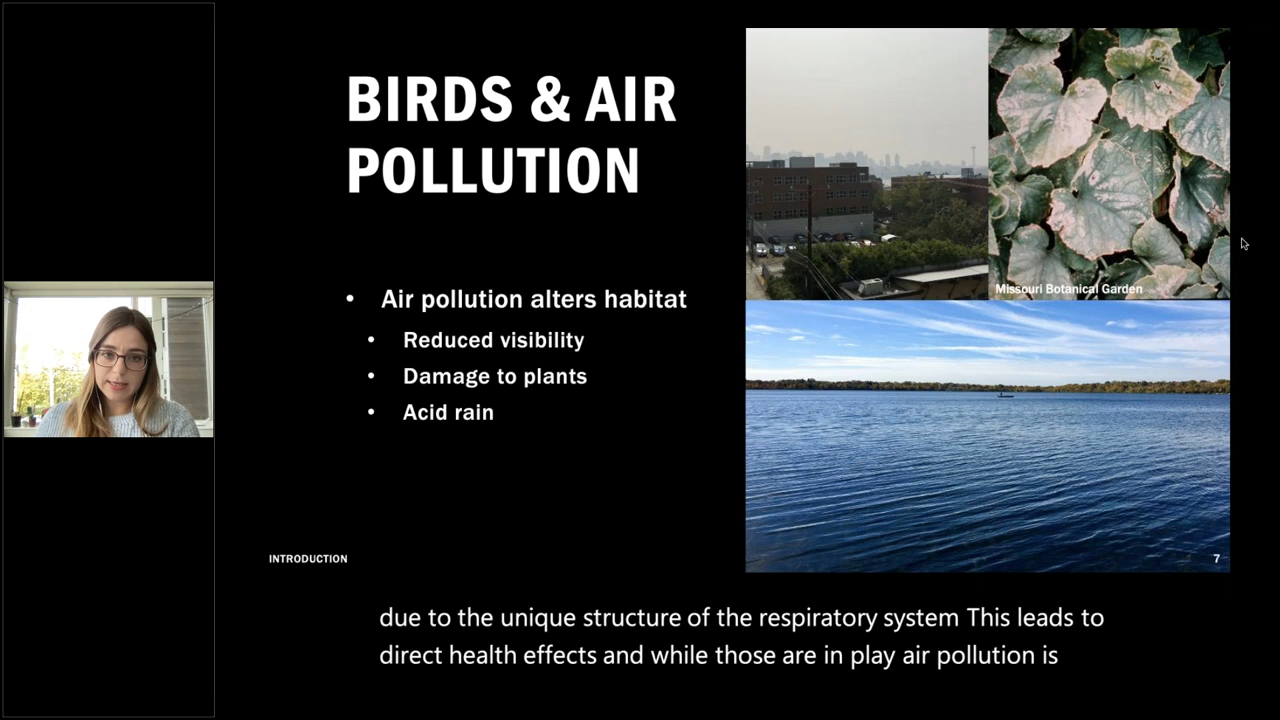 BIRDS & AIR
POLLUTION
• Air pollution alters habitat
• Reduced visibility
• Damage to plants
• Acid rain
Missouri Botanical Garden
INTRODUCTION
7
due to the unique structure of the respiratory system This leads to
direct health effects and while those are in play air pollution is